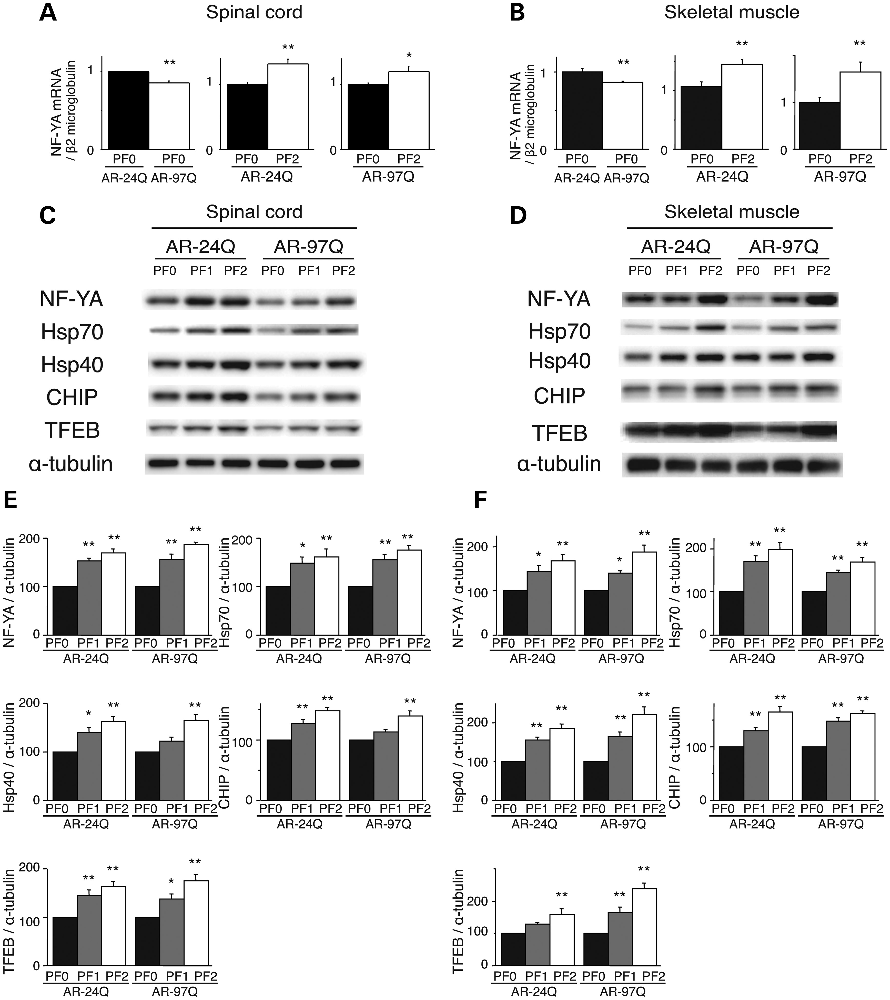 A Spinal cord
NF-YA mRNA
/ β2 microglobulin
1
0
**
PF0 PF0
AR-24Q AR-97Q
1
0
**
PF0 PF2
AR-24Q
1
0
*
PF0 PF2
AR-97Q
B Skeletal muscle
NF-YA mRNA
/ β2 microglobulin
1
0
**
PF0 PF0
AR-24Q AR-97Q
1
0
**
PF0 PF2
AR-24Q
1
0
**
PF0 PF2
AR-97Q
C Spinal cord
AR-24Q AR-97Q
PF0 PF1 PF2 PF0 PF1 PF2
NF-YA
Hsp70
Hsp40
CHIP
TFEB
α-tubulin
D Skeletal muscle
AR-24Q AR-97Q
PF0 PF1 PF2 PF0 PF1 PF2
NF-YA
Hsp70
Hsp40
CHIP
TFEB
α-tubulin
E
NF-YA / α-tubulin
200
100
0
** ** ** **
PF0 PF1 PF2 PF0 PF1 PF2
AR-24Q AR-97Q
Hsp70 / α-tubulin
200
100
0
* ** ** **
PF0 PF1 PF2 PF0 PF1 PF2
AR-24Q AR-97Q
Hsp40 / α-tubulin
200
100
0
* ** **
PF0 PF1 PF2 PF0 PF1 PF2
AR-24Q AR-97Q
CHIP / α-tubulin
100
0
** ** **
PF0 PF1 PF2 PF0 PF1 PF2
AR-24Q AR-97Q
TFEB / α-tubulin
200
100
0
** ** * **
PF0 PF1 PF2 PF0 PF1 PF2
AR-24Q AR-97Q
F
NF-YA / α-tubulin
200
100
0
* ** * **
PF0 PF1 PF2 PF0 PF1 PF2
AR-24Q AR-97Q
Hsp70 / α-tubulin
200
100
0
** ** ** **
PF0 PF1 PF2 PF0 PF1 PF2
AR-24Q AR-97Q
Hsp40 / α-tubulin
200
100
0
** ** ** **
PF0 PF1 PF2 PF0 PF1 PF2
AR-24Q AR-97Q
CHIP / α-tubulin
100
0
** ** ** **
PF0 PF1 PF2 PF0 PF1 PF2
AR-24Q AR-97Q
TFEB / α-tubulin
200
100
0
** ** **
PF0 PF1 PF2 PF0 PF1 PF2
AR-24Q AR-97Q